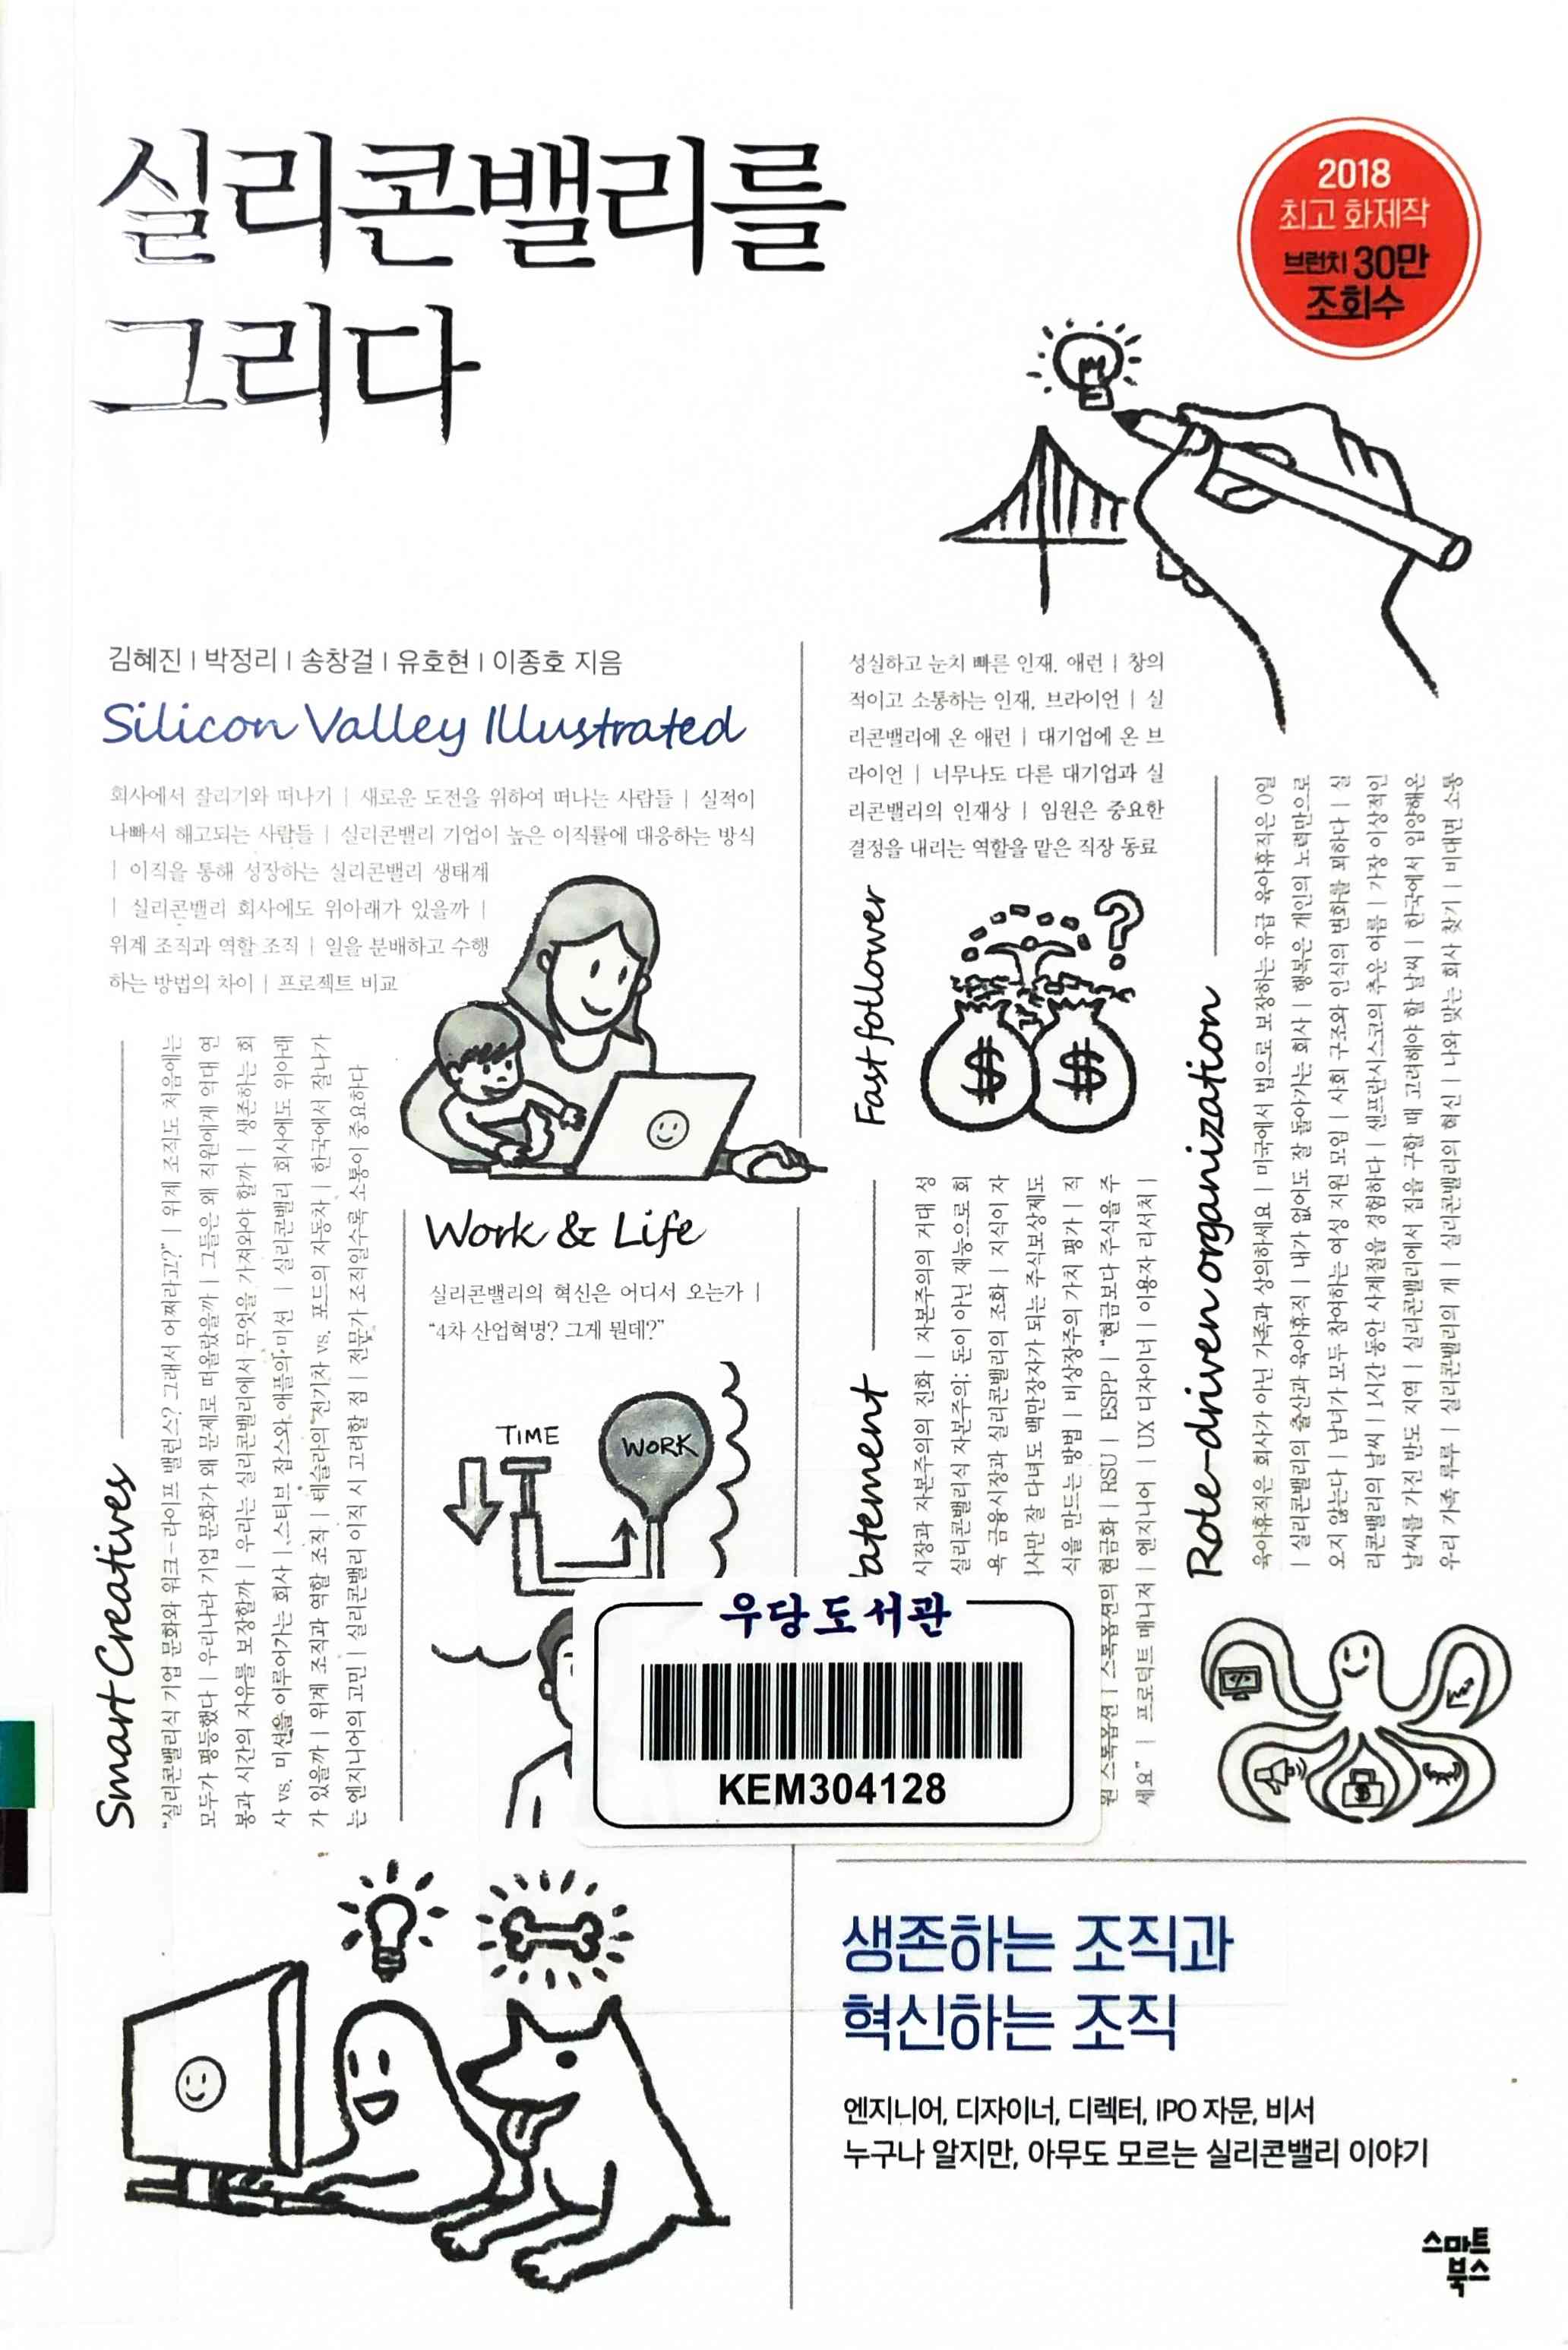 실리콘밸리를
그리다
2018
최고 화제작
브런치 30만
조회수
김혜진 | 박정리 | 송창걸 | 유호현 | 이종호 지음
Silicon Valley Illustrated
회사에서 잘리기와 떠나기 | 새로운 도전을 위하여 떠나는 사람들 | 실적이
나빠서 해고되는 사람들 | 실리콘밸리 기업이 높은 이직률에 대응하는 방식
| 이직을 통해 성장하는 실리콘밸리 생태계
| 실리콘밸리 회사에도 위아래가 있을까 |
위계 조직과 역할 조직 | 일을 분배하고 수행
하는 방법의 차이 | 프로젝트 비교
Smart Creatives
"실리콘밸리식 기업 문화와 워크-라이프 밸런스? 그래서 어쩌라고?" | 위계 조직도 처음에는
모두가 평등했다 | 우리나라 기업 문화가 왜 문제로 떠올랐을까 | 그들은 왜 직원에게 억대 연
봉과 시간의 자유를 보장할까 | 우리는 실리콘밸리에서 무엇을 가져와야 할까 | 생존하는 회
사 vs. 미션을 이루어가는 회사 | 스티브 잡스와 애플의 미션 | 실리콘밸리 회사에도 위아래
가 있을까 | 위계 조직과 역할 조직 | 테슬라의 전기차 vs. 포드의 자동차 | 한국에서 잘나가
는 엔지니어의 고민 | 실리콘밸리 이직 시 고려할 점 | 전문가 조직일수록 소통이 중요하다
Work & Life
실리콘밸리의 혁신은 어디서 오는가 |
"4차 산업혁명? 그게 뭔데?"
TIME
WORK
성실하고 눈치 빠른 인재, 애런 | 창의
적이고 소통하는 인재, 브라이언 | 실
리콘밸리에 온 애런 | 대기업에 온 브
라이언 | 너무나도 다른 대기업과 실
리콘밸리의 인재상 | 임원은 중요한
결정을 내리는 역할을 맡은 직장 동료
Fast follower
atement
시장과 자본주의의 진화 | 자본주의의 거대 성
실리콘밸리식 자본주의: 돈이 아닌 재능으로 회
욕 금융시장과 실리콘밸리의 조화 | 지식이 자
1사만 잘 다녀도 백만장자가 되는 주식보상제도
식을 만드는 방법 | 비상장주의 가치 평가 | 직
원 스톡옵션 | 스톡옵션의 현금화 | RSU | ESPP | "현금보다 주식을 주
세요" | 프로덕트 매니저 | 엔지니어 | UX 디자이너 | 이용자 리서처 |
Role-driven organization
육아휴직은 회사가 아닌 가족과 상의하세요 | 미국에서 법으로 보장하는 유급 육아휴직은 0일
| 실리콘밸리의 출산과 육아휴직 | 내가 없어도 잘 돌아가는 회사 | 행복은 개인의 노력만으로
오지 않는다 | 남녀가 모두 참여하는 여성 지원 모임 | 사회 구조와 인식의 변화를 꾀하다 | 실
리콘밸리의 날씨 | 1시간 동안 사계절을 경험하다 | 샌프란시스코의 추운 여름 | 가장 이상적인
날씨를 가진 반도 지역 | 실리콘밸리에서 집을 구할 때 고려해야 할 날씨 | 한국에서 입양해온
우리 가족 루루 | 실리콘밸리의 개 | 실리콘밸리의 혁신 | 나와 맞는 회사 찾기 | 비대면 소통
우당도서관
KEM304128
생존하는 조직과
혁신하는 조직
엔지니어, 디자이너, 디렉터, IPO 자문, 비서
누구나 알지만, 아무도 모르는 실리콘밸리 이야기
스마트
북스